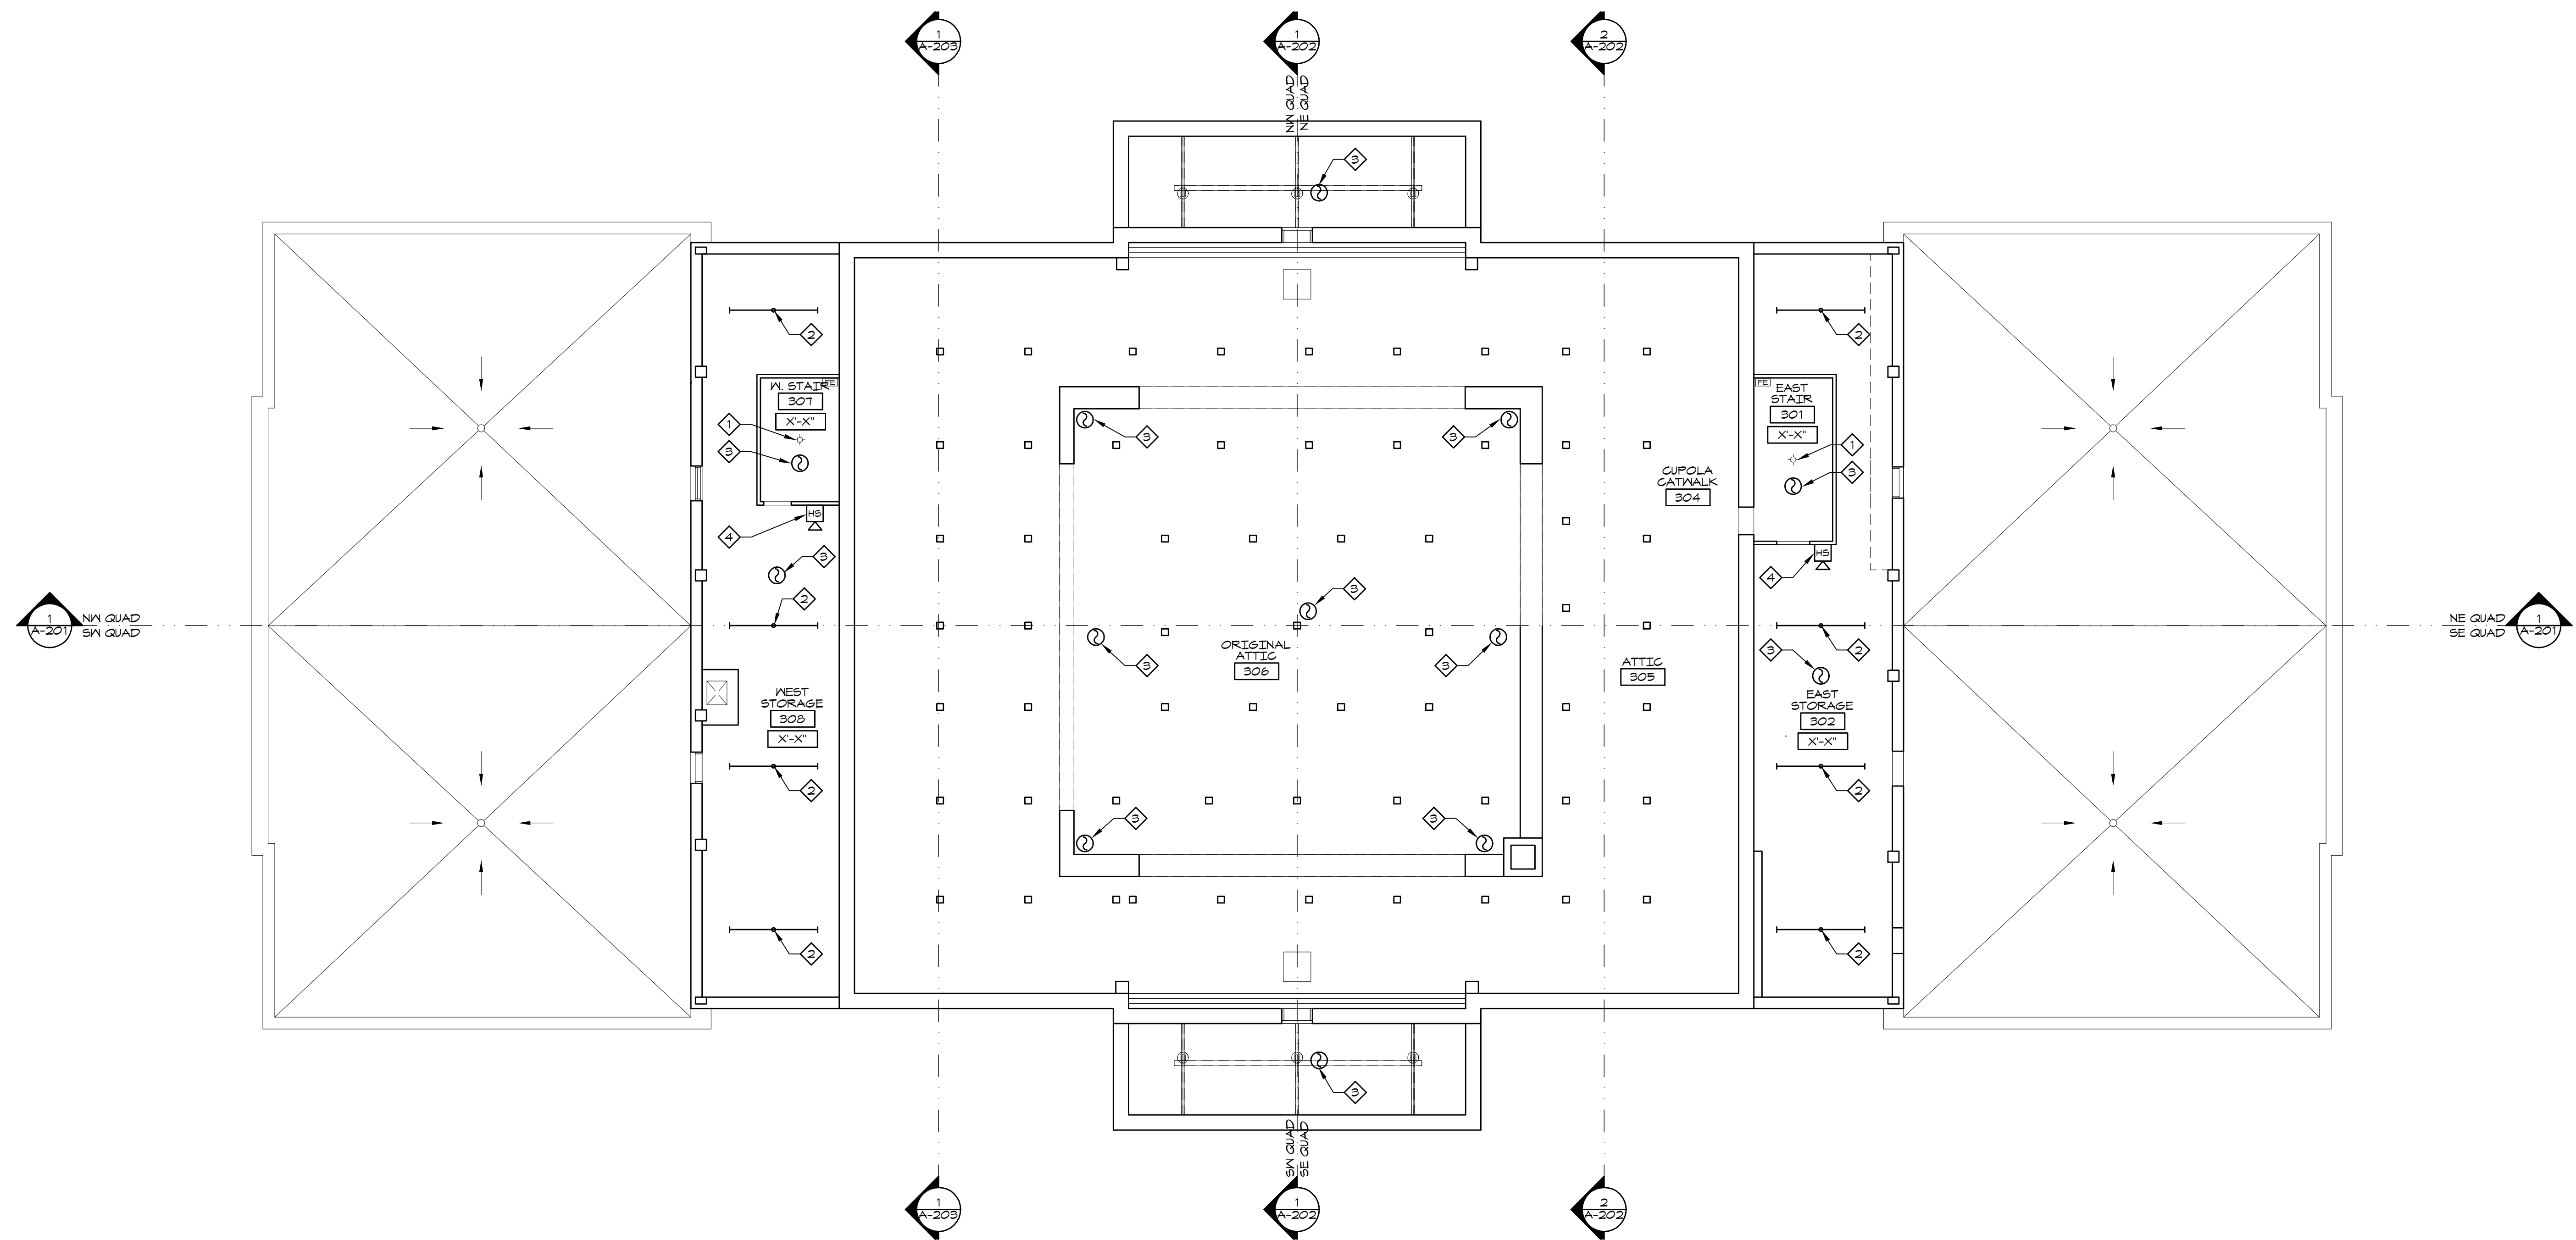 1
A-203
1
A-202
2
A-202
NW QUAD
NE QUAD
3
2
2
W. STAIR
FE
307
X'-X"
1
3
FE
EAST
STAIR
301
X'-X"
1
3
3
3
CUPOLA
CATWALK
304
HS
4
3
2
HS
4
3
1
A-201
NW QUAD
SW QUAD
NE QUAD
SE QUAD
1
A-201
ORIGINAL
ATTIC
306
3
3
ATTIC
305
3
2
WEST
STORAGE
308
X'-X"
EAST
STORAGE
302
X'-X"
2
2
3
3
2
2
3
SW QUAD
SE QUAD
1
A-203
1
A-202
2
A-202